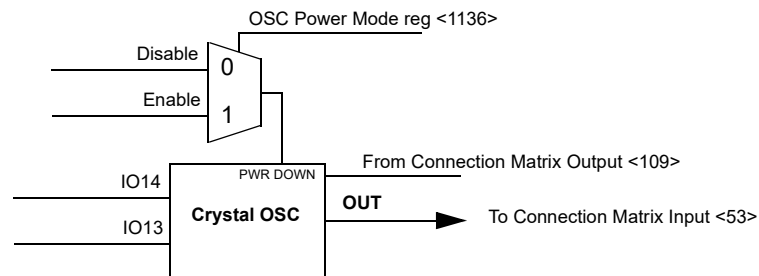 OSC Power Mode reg <1136>
Disable
0
Enable
1
PWR DOWN
From Connection Matrix Output <109>
IO14
Crystal OSC
OUT
To Connection Matrix Input <53>
IO13